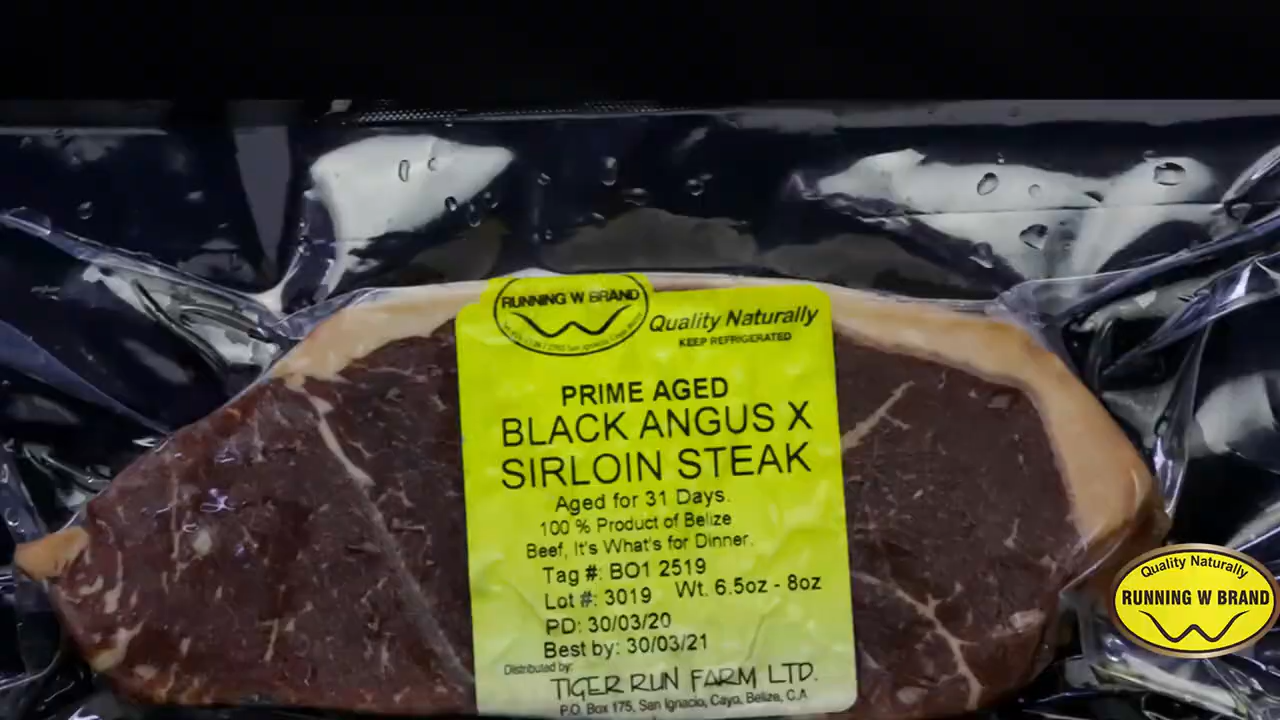 RUNNING W BRAND
Quality Naturally
KEEP REFRIGERATED
PRIME AGED
BLACK ANGUS X
SIRLOIN STEAK
Aged for 31 Days.
100 % Product of Belize
Beef, It's What's for Dinner.
Tag #: BO1 2519
Lot #: 3019 Wt. 6.5oz - 8oz
PD: 30/03/20
Best by: 30/03/21
Distributed by:
TIGER RUN FARM LTD.
P.O. Box 175, San Ignacio, Cayo, Belize, C.A
Quality Naturally
RUNNING W BRAND